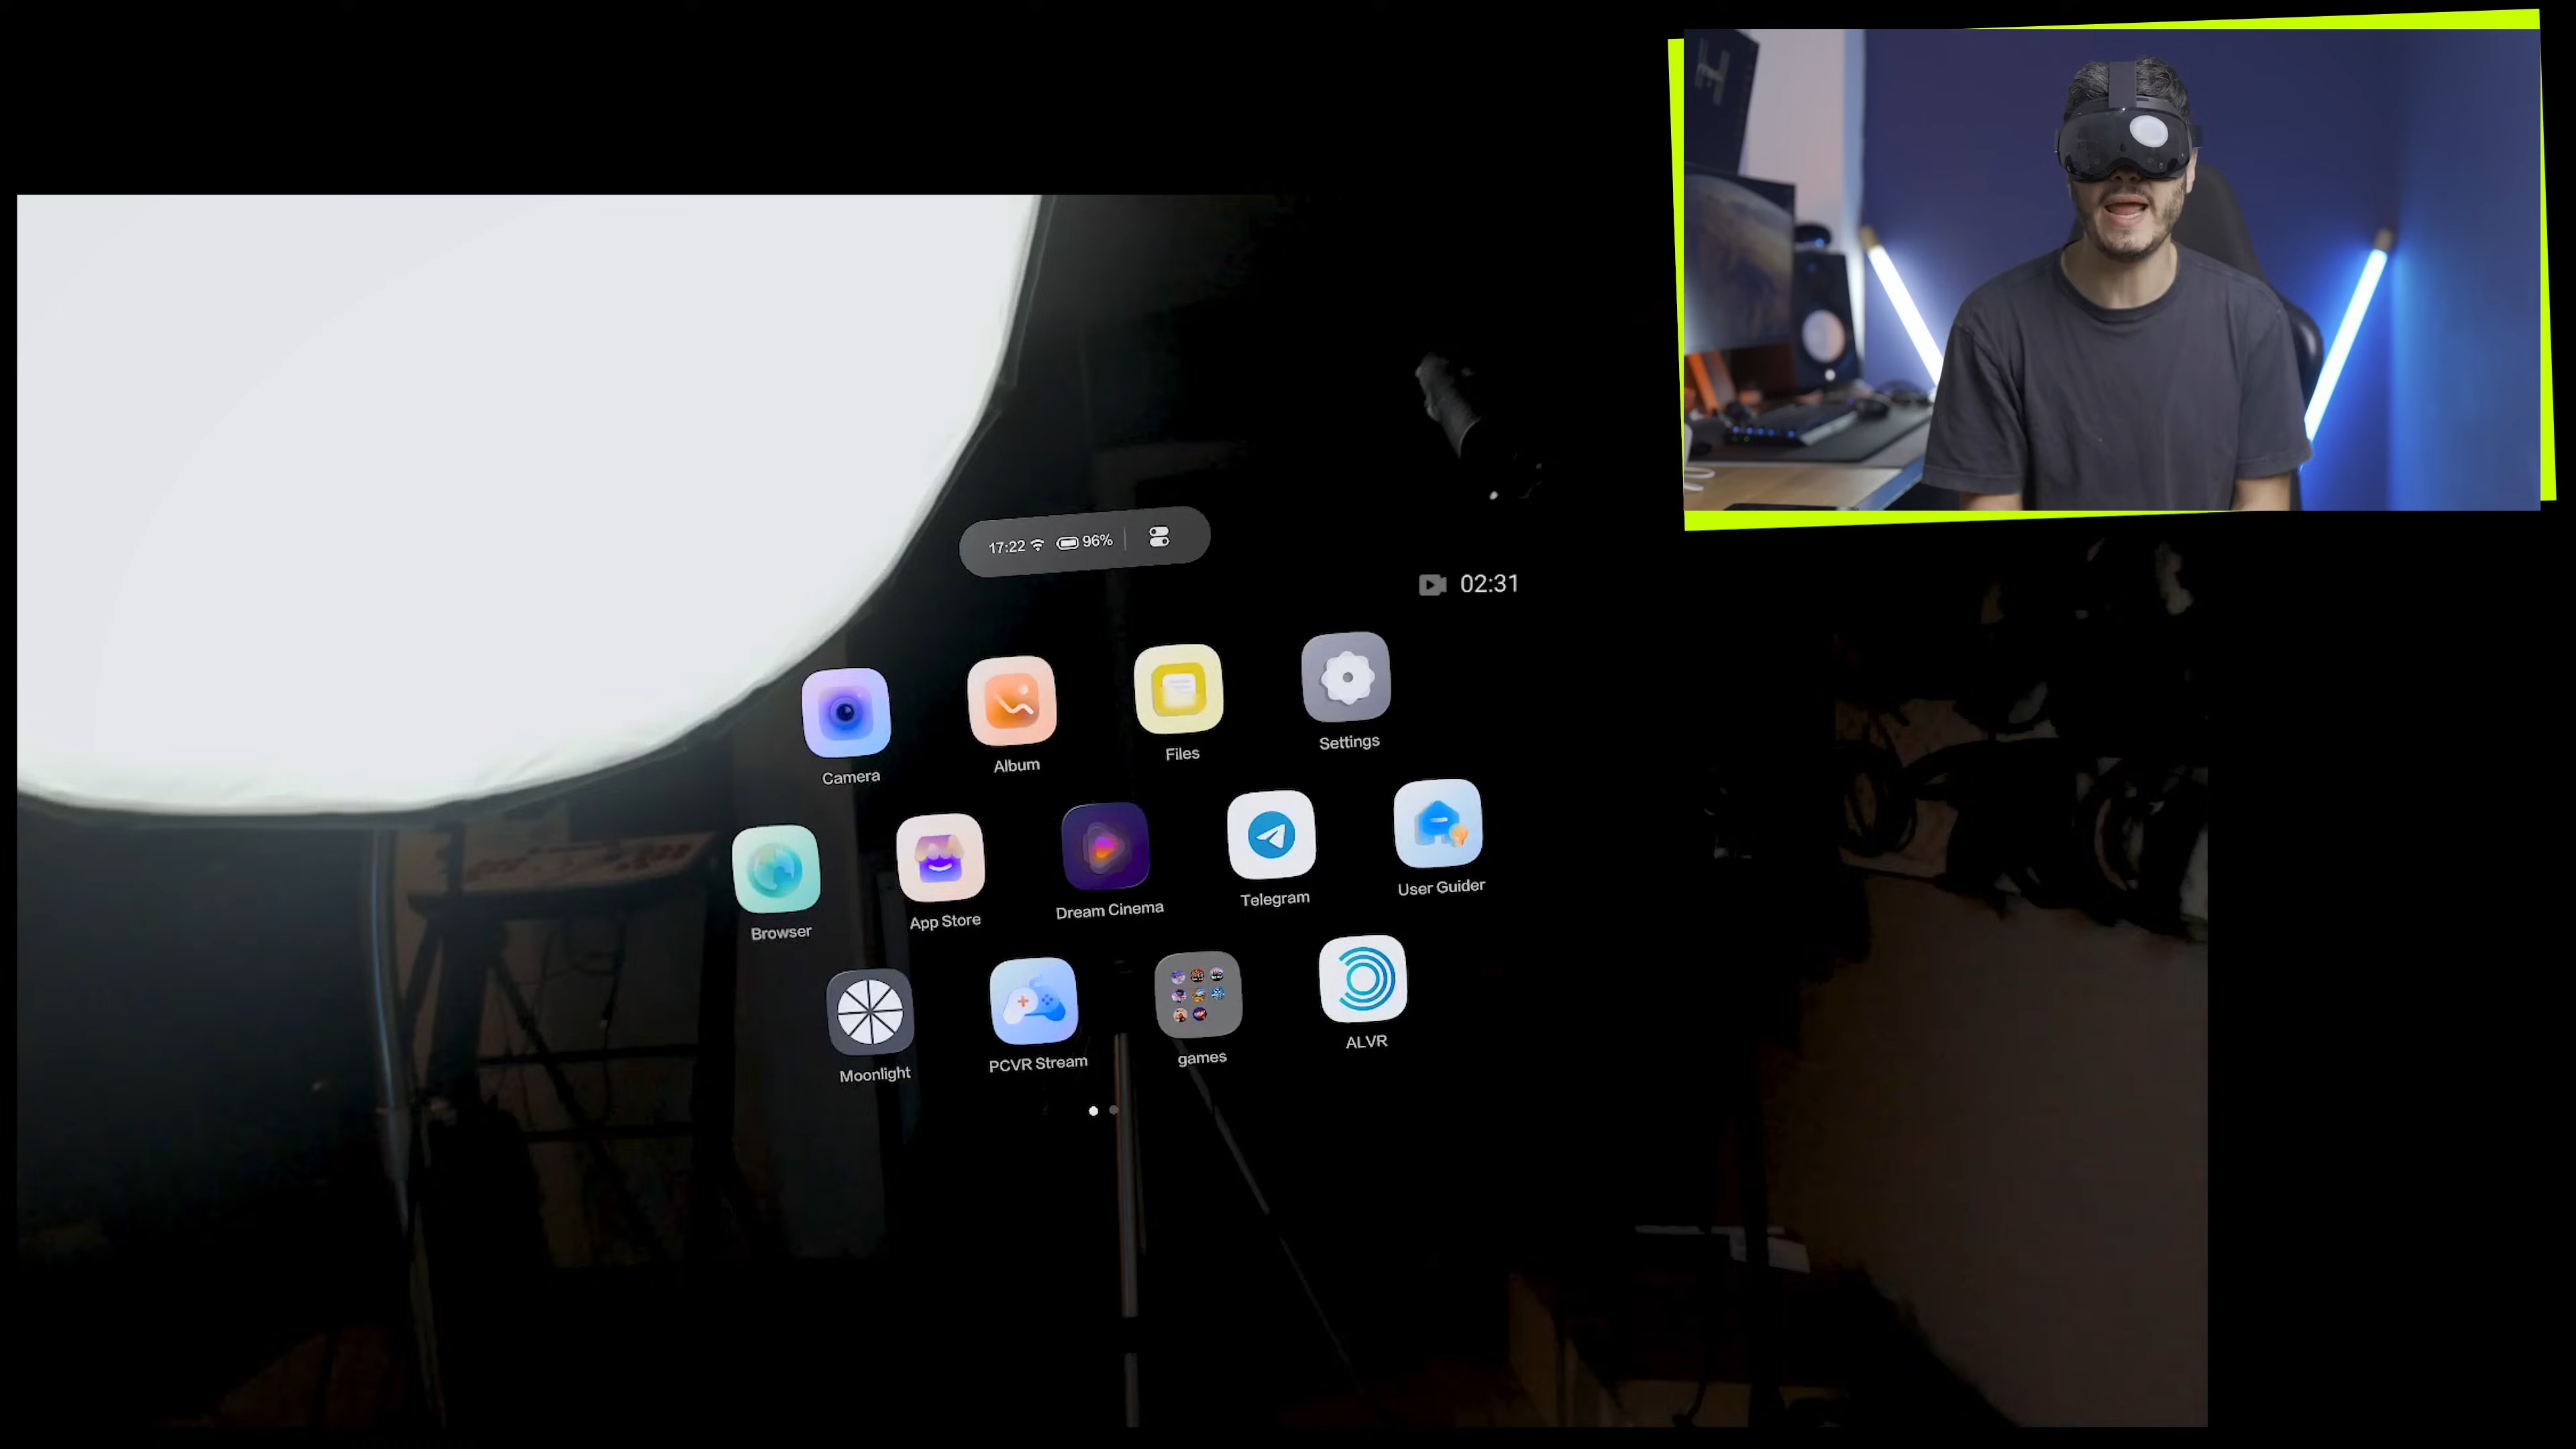 17:22 96%
02:31
Camera
Album
Files
Settings
Browser
App Store
Dream Cinema
Telegram
User Guider
Moonlight
PCVR Stream
games
ALVR